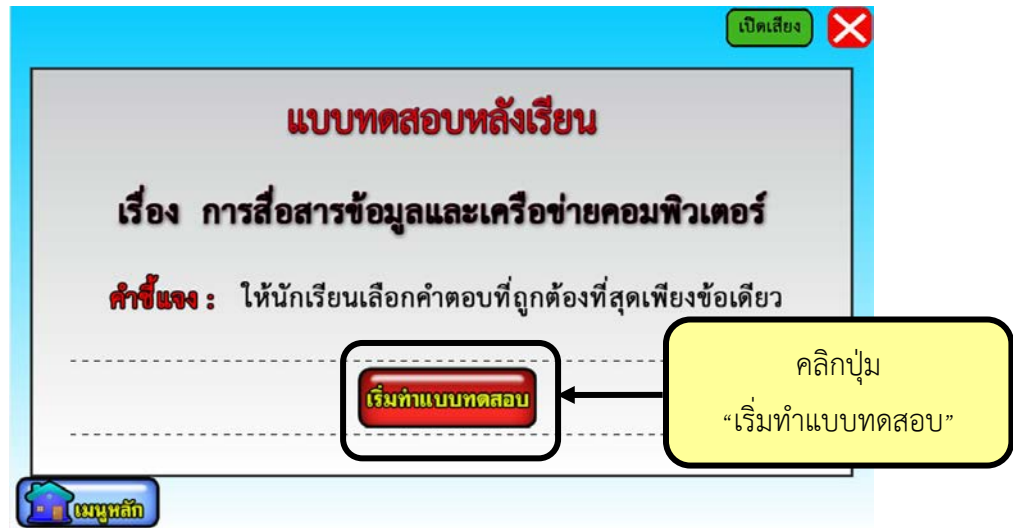 เปิดเสียง
แบบทดสอบหลังเรียน
เรื่อง การสื่อสารข้อมูลและเครือข่ายคอมพิวเตอร์
คำชี้แจง : ให้นักเรียนเลือกคำตอบที่ถูกต้องที่สุดเพียงข้อเดียว
เริ่มทำแบบทดสอบ
คลิกปุ่ม
“เริ่มทำแบบทดสอบ”
เมนูหลัก